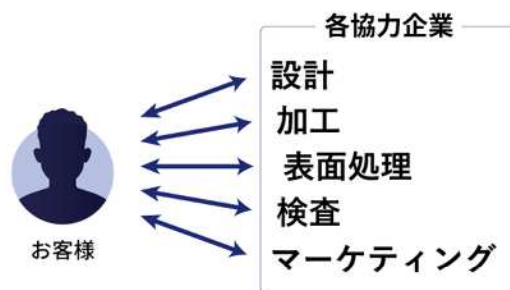 各協力企業
設計
加工
表面処理
検査
マーケティング
お客様